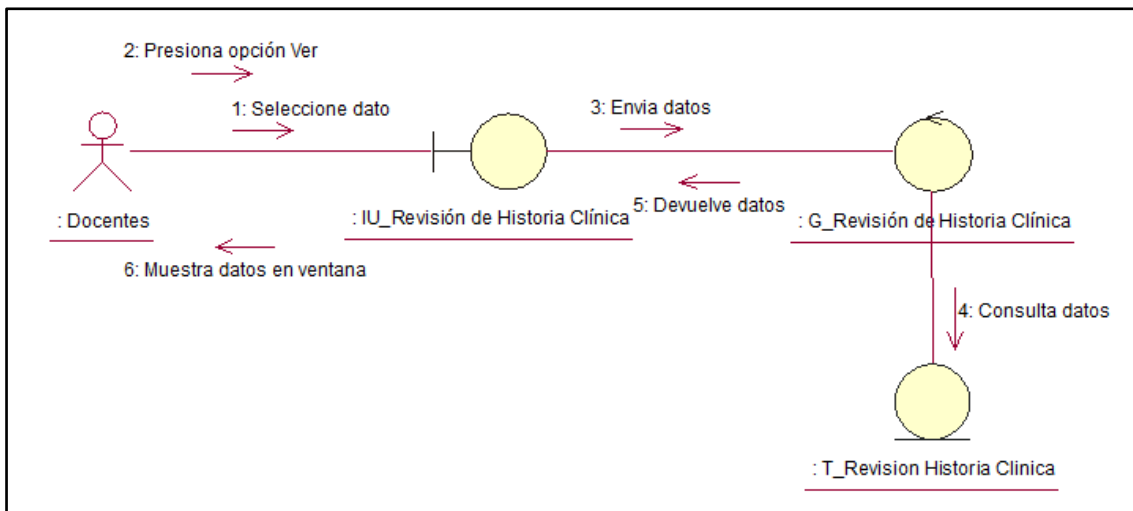 2: Presiona opción Ver
1: Seleccione dato
3: Envia datos
: Docentes
: IU_Revisión de Historia Clínica
5: Devuelve datos
: G_Revisión de Historia Clínica
6: Muestra datos en ventana
4: Consulta datos
: T_Revision Historia Clinica